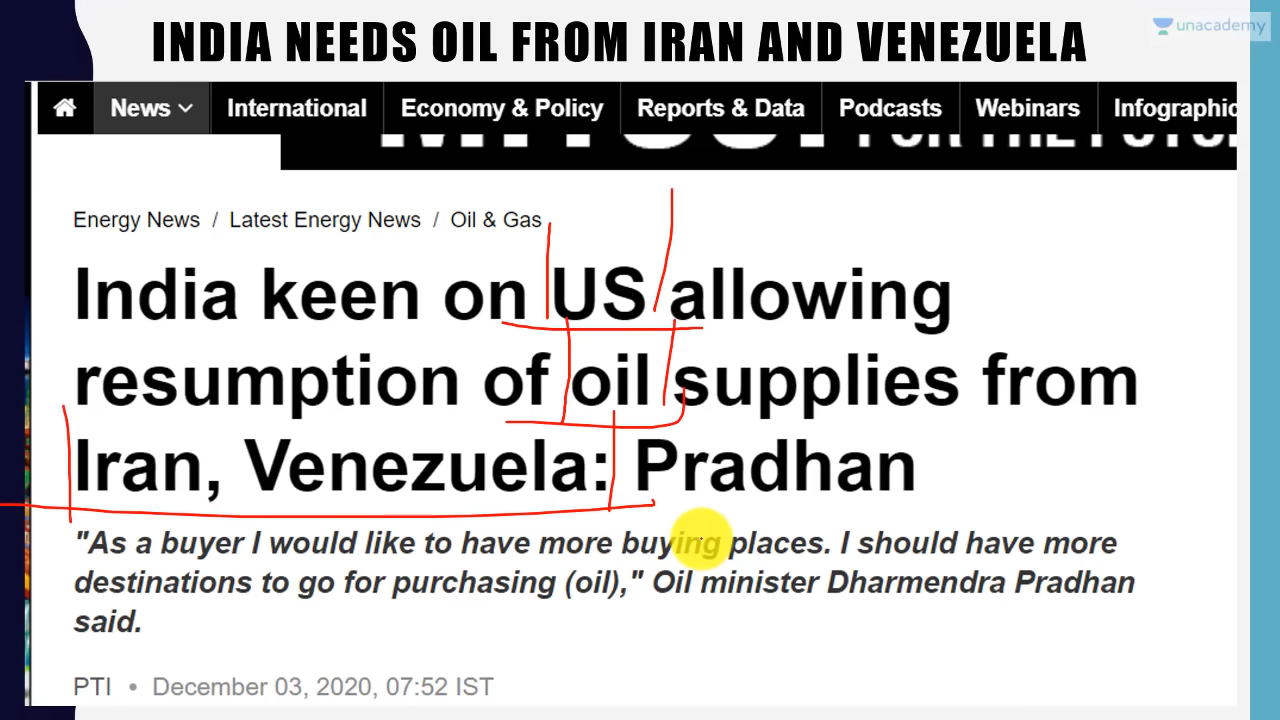 INDIA NEEDS OIL FROM IRAN AND VENEZUELA
unacademy
News International Economy & Policy Reports & Data Podcasts Webinars Infographic
Energy News / Latest Energy News / Oil & Gas
India keen on US allowing
resumption of oil supplies from
Iran, Venezuela: Pradhan
"As a buyer I would like to have more buying places. I should have more
destinations to go for purchasing (oil)," Oil minister Dharmendra Pradhan
said.
PTI • December 03, 2020, 07:52 IST